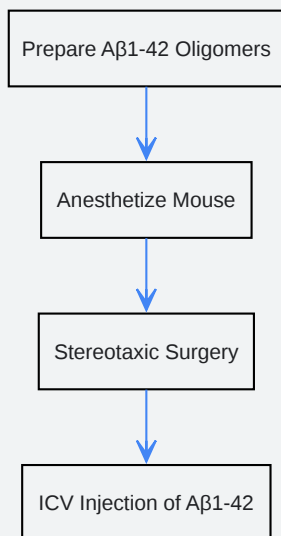 Prepare Aβ1-42 Oligomers
Anesthetize Mouse
Stereotaxic Surgery
ICV Injection of Aβ1-42